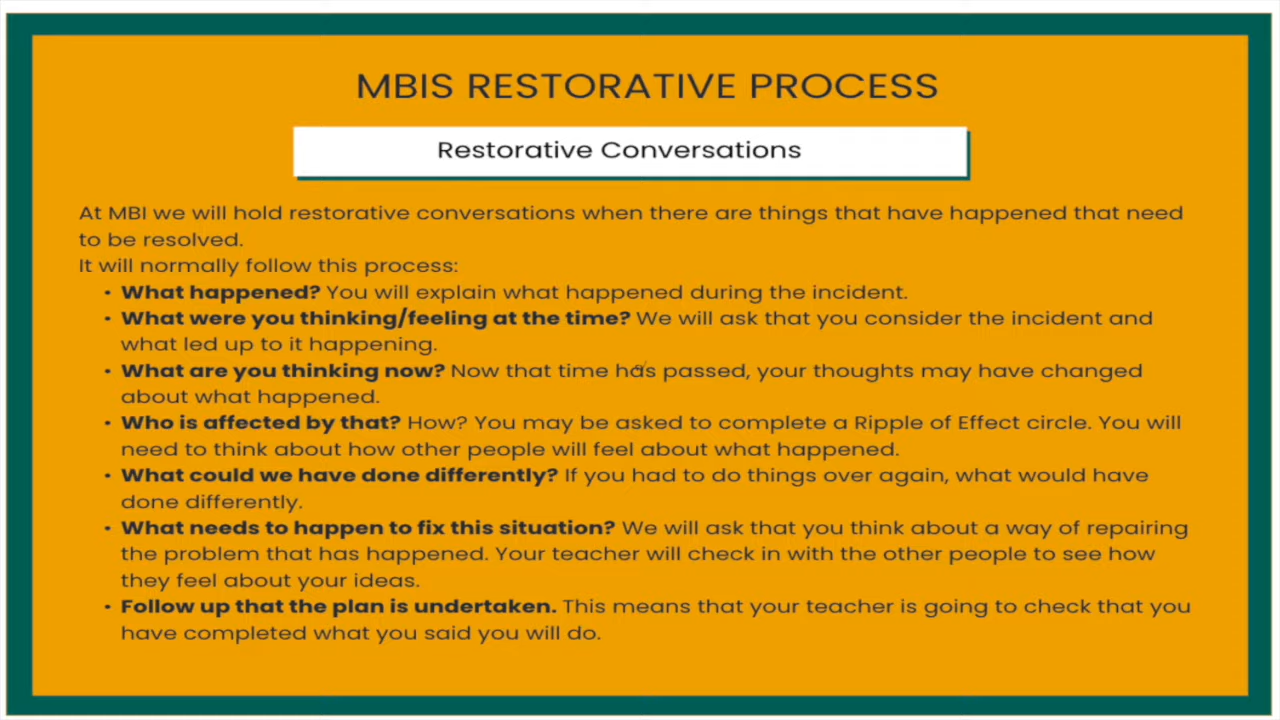 MBIS RESTORATIVE PROCESS
Restorative Conversations
At MBI we will hold restorative conversations when there are things that have happened that need
to be resolved.
It will normally follow this process:
• What happened? You will explain what happened during the incident.
• What were you thinking/feeling at the time? We will ask that you consider the incident and
what led up to it happening.
• What are you thinking now? Now that time has passed, your thoughts may have changed
about what happened.
• Who is affected by that? How? You may be asked to complete a Ripple of Effect circle. You will
need to think about how other people will feel about what happened.
• What could we have done differently? If you had to do things over again, what would have
done differently.
• What needs to happen to fix this situation? We will ask that you think about a way of repairing
the problem that has happened. Your teacher will check in with the other people to see how
they feel about your ideas.
• Follow up that the plan is undertaken. This means that your teacher is going to check that you
have completed what you said you will do.